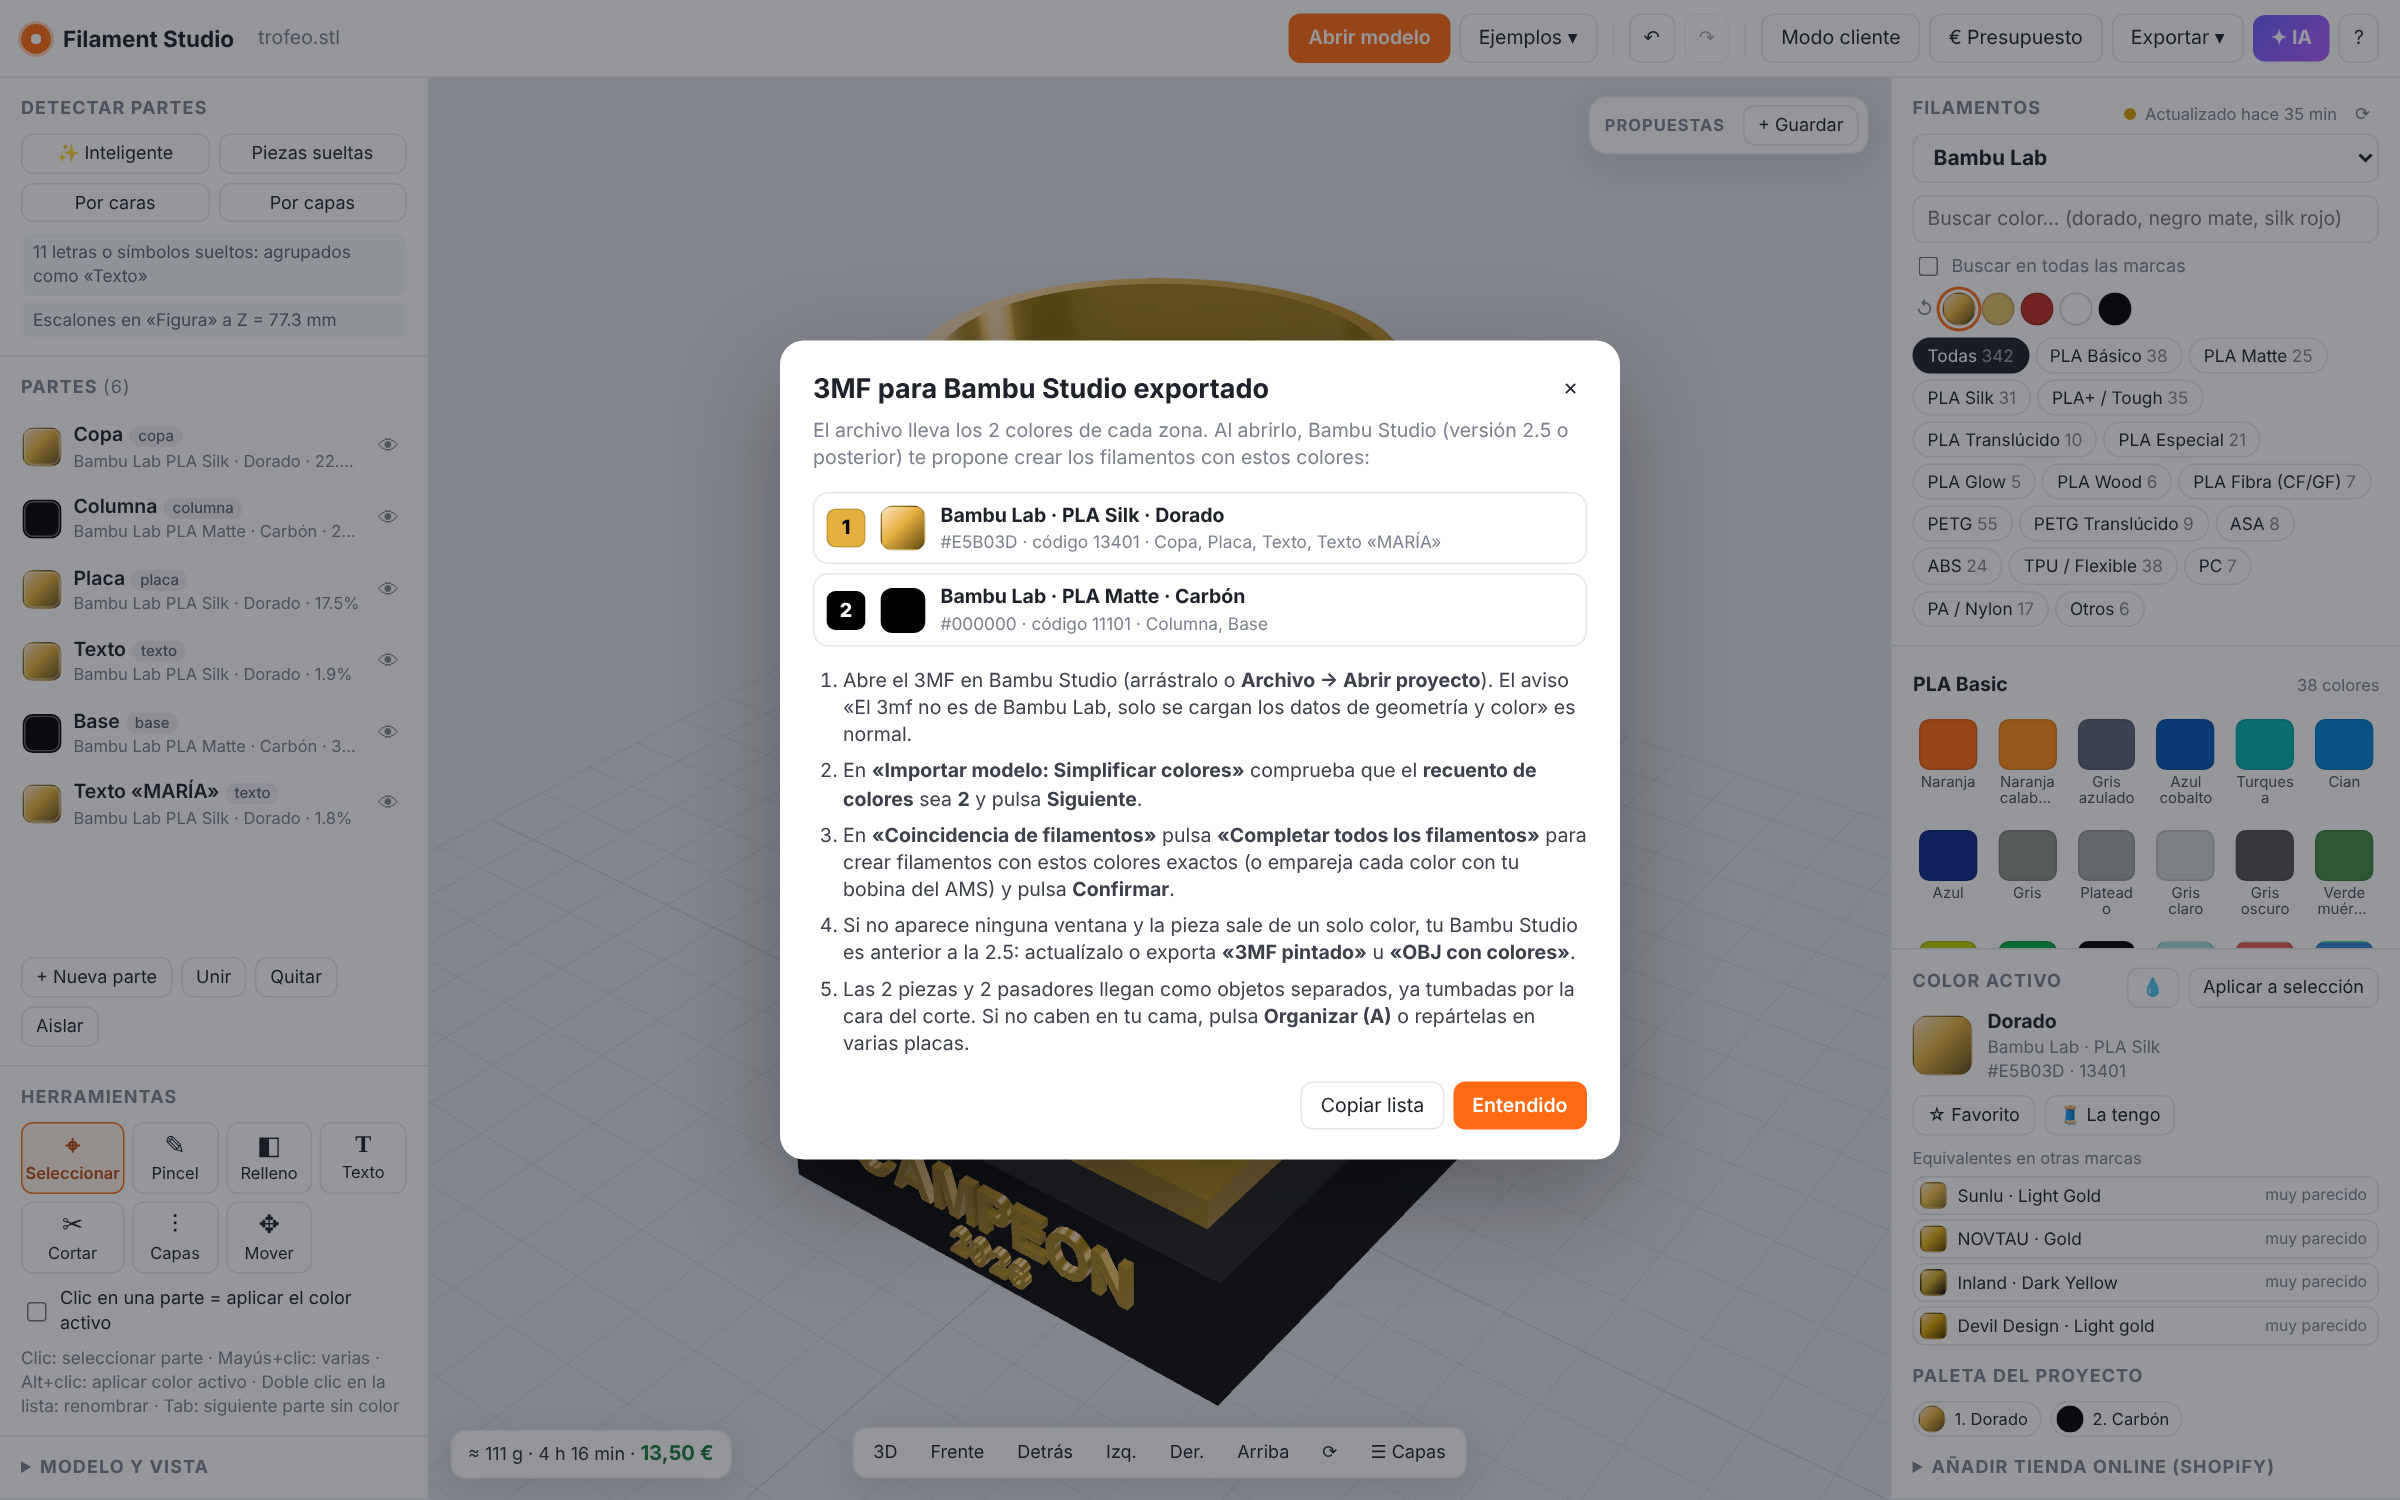 Filament Studio
trofeo.stl
Abrir modelo
Ejemplos ▾
↶
↷
Modo cliente
€ Presupuesto
Exportar ▾
✦ IA
?
DETECTAR PARTES
✨ Inteligente
Piezas sueltas
Por caras
Por capas
11 letras o símbolos sueltos: agrupados
como «Texto»
Escalones en «Figura» a Z = 77.3 mm
PARTES (6)
Copa copa
Bambu Lab PLA Silk · Dorado · 22....
Columna columna
Bambu Lab PLA Matte · Carbón · 2...
Placa placa
Bambu Lab PLA Silk · Dorado · 17.5%
Texto texto
Bambu Lab PLA Silk · Dorado · 1.9%
Base base
Bambu Lab PLA Matte · Carbón · 3...
Texto «MARÍA» texto
Bambu Lab PLA Silk · Dorado · 1.8%
+ Nueva parte
Unir
Quitar
Aislar
HERRAMIENTAS
Seleccionar
Pincel
Relleno
T
Texto
Cortar
Capas
Mover
Clic en una parte = aplicar el color
activo
Clic: seleccionar parte · Mayús+clic: varias ·
Alt+clic: aplicar color activo · Doble clic en la
lista: renombrar · Tab: siguiente parte sin color
▶ MODELO Y VISTA
PROPUESTAS
+ Guardar
3MF para Bambu Studio exportado
×
El archivo lleva los 2 colores de cada zona. Al abrirlo, Bambu Studio (versión 2.5 o
posterior) te propone crear los filamentos con estos colores:
1
Bambu Lab · PLA Silk · Dorado
#E5B03D · código 13401 · Copa, Placa, Texto, Texto «MARÍA»
2
Bambu Lab · PLA Matte · Carbón
#000000 · código 11101 · Columna, Base
1. Abre el 3MF en Bambu Studio (arrástralo o Archivo → Abrir proyecto). El aviso
«El 3mf no es de Bambu Lab, solo se cargan los datos de geometría y color» es
normal.
2. En «Importar modelo: Simplificar colores» comprueba que el recuento de
colores sea 2 y pulsa Siguiente.
3. En «Coincidencia de filamentos» pulsa «Completar todos los filamentos» para
crear filamentos con estos colores exactos (o empareja cada color con tu
bobina del AMS) y pulsa Confirmar.
4. Si no aparece ninguna ventana y la pieza sale de un solo color, tu Bambu Studio
es anterior a la 2.5: actualízalo o exporta «3MF pintado» u «OBJ con colores».
5. Las 2 piezas y 2 pasadores llegan como objetos separados, ya tumbadas por la
cara del corte. Si no caben en tu cama, pulsa Organizar (A) o repártelas en
varias placas.
Copiar lista
Entendido
CAMPEON
2026
≈ 111 g · 4 h 16 min · 13,50 €
3D
Frente
Detrás
Izq.
Der.
Arriba
⟳
☰ Capas
FILAMENTOS
Actualizado hace 35 min ⟳
Bambu Lab
Buscar color... (dorado, negro mate, silk rojo)
Buscar en todas las marcas
Todas 342
PLA Básico 38
PLA Matte 25
PLA Silk 31
PLA+ / Tough 35
PLA Translúcido 10
PLA Especial 21
PLA Glow 5
PLA Wood 6
PLA Fibra (CF/GF) 7
PETG 55
PETG Translúcido 9
ASA 8
ABS 24
TPU / Flexible 38
PC 7
PA / Nylon 17
Otros 6
PLA Basic
38 colores
Naranja
Naranja
calab...
Gris
azulado
Azul
cobalto
Turques
a
Cian
Azul
Gris
Platead
o
Gris
claro
Gris
oscuro
Verde
muér...
COLOR ACTIVO
Aplicar a selección
Dorado
Bambu Lab · PLA Silk
#E5B03D · 13401
☆ Favorito
La tengo
Equivalentes en otras marcas
Sunlu · Light Gold
muy parecido
NOVTAU · Gold
muy parecido
Inland · Dark Yellow
muy parecido
Devil Design · Light gold
muy parecido
PALETA DEL PROYECTO
1. Dorado
2. Carbón
▶ AÑADIR TIENDA ONLINE (SHOPIFY)